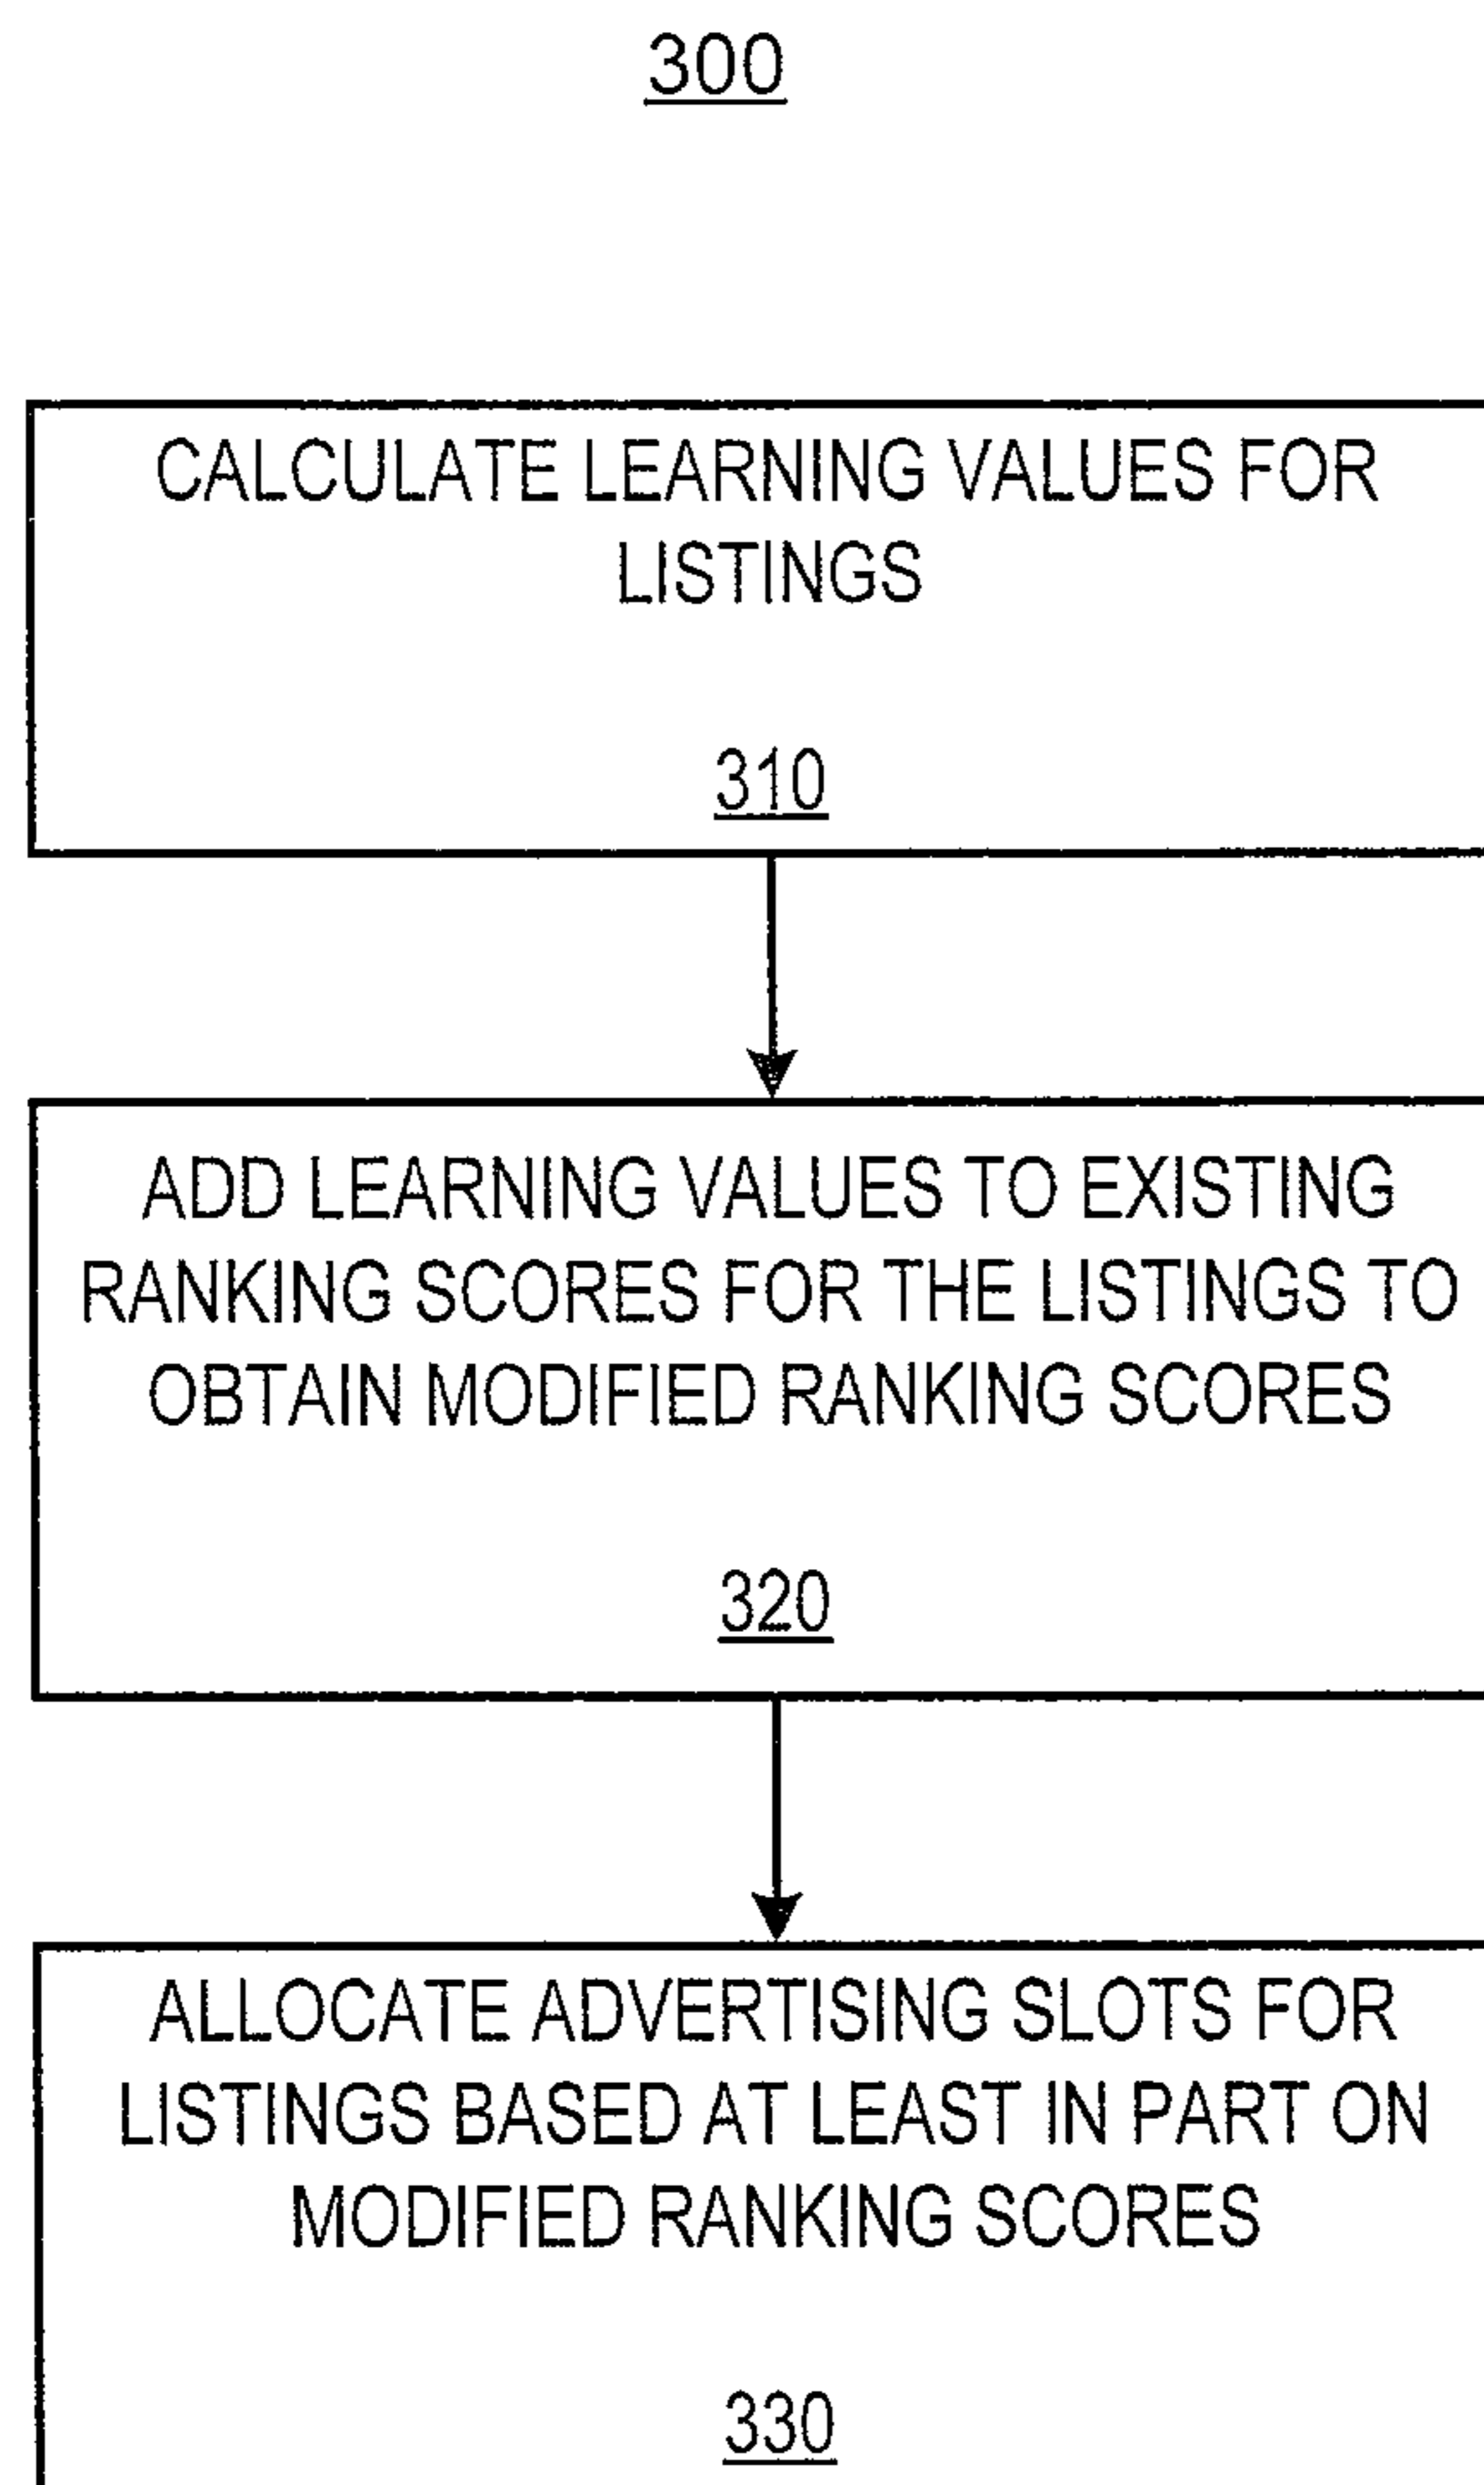 300
CALCULATE LEARNING VALUES FOR
LISTINGS
310
ADD LEARNING VALUES TO EXISTING
RANKING SCORES FOR THE LISTINGS TO
OBTAIN MODIFIED RANKING SCORES
320
ALLOCATE ADVERTISING SLOTS FOR
LISTINGS BASED AT LEAST IN PART ON
MODIFIED RANKING SCORES
330